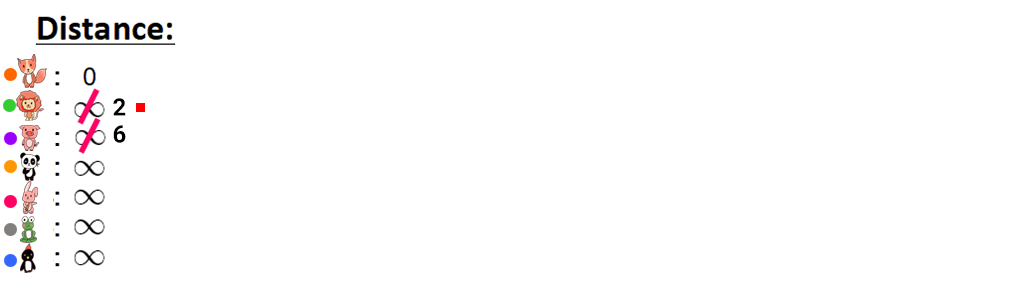 Distance:
: 0
: ∞ 2
: ∞ 6
: ∞
: ∞
: ∞
: ∞